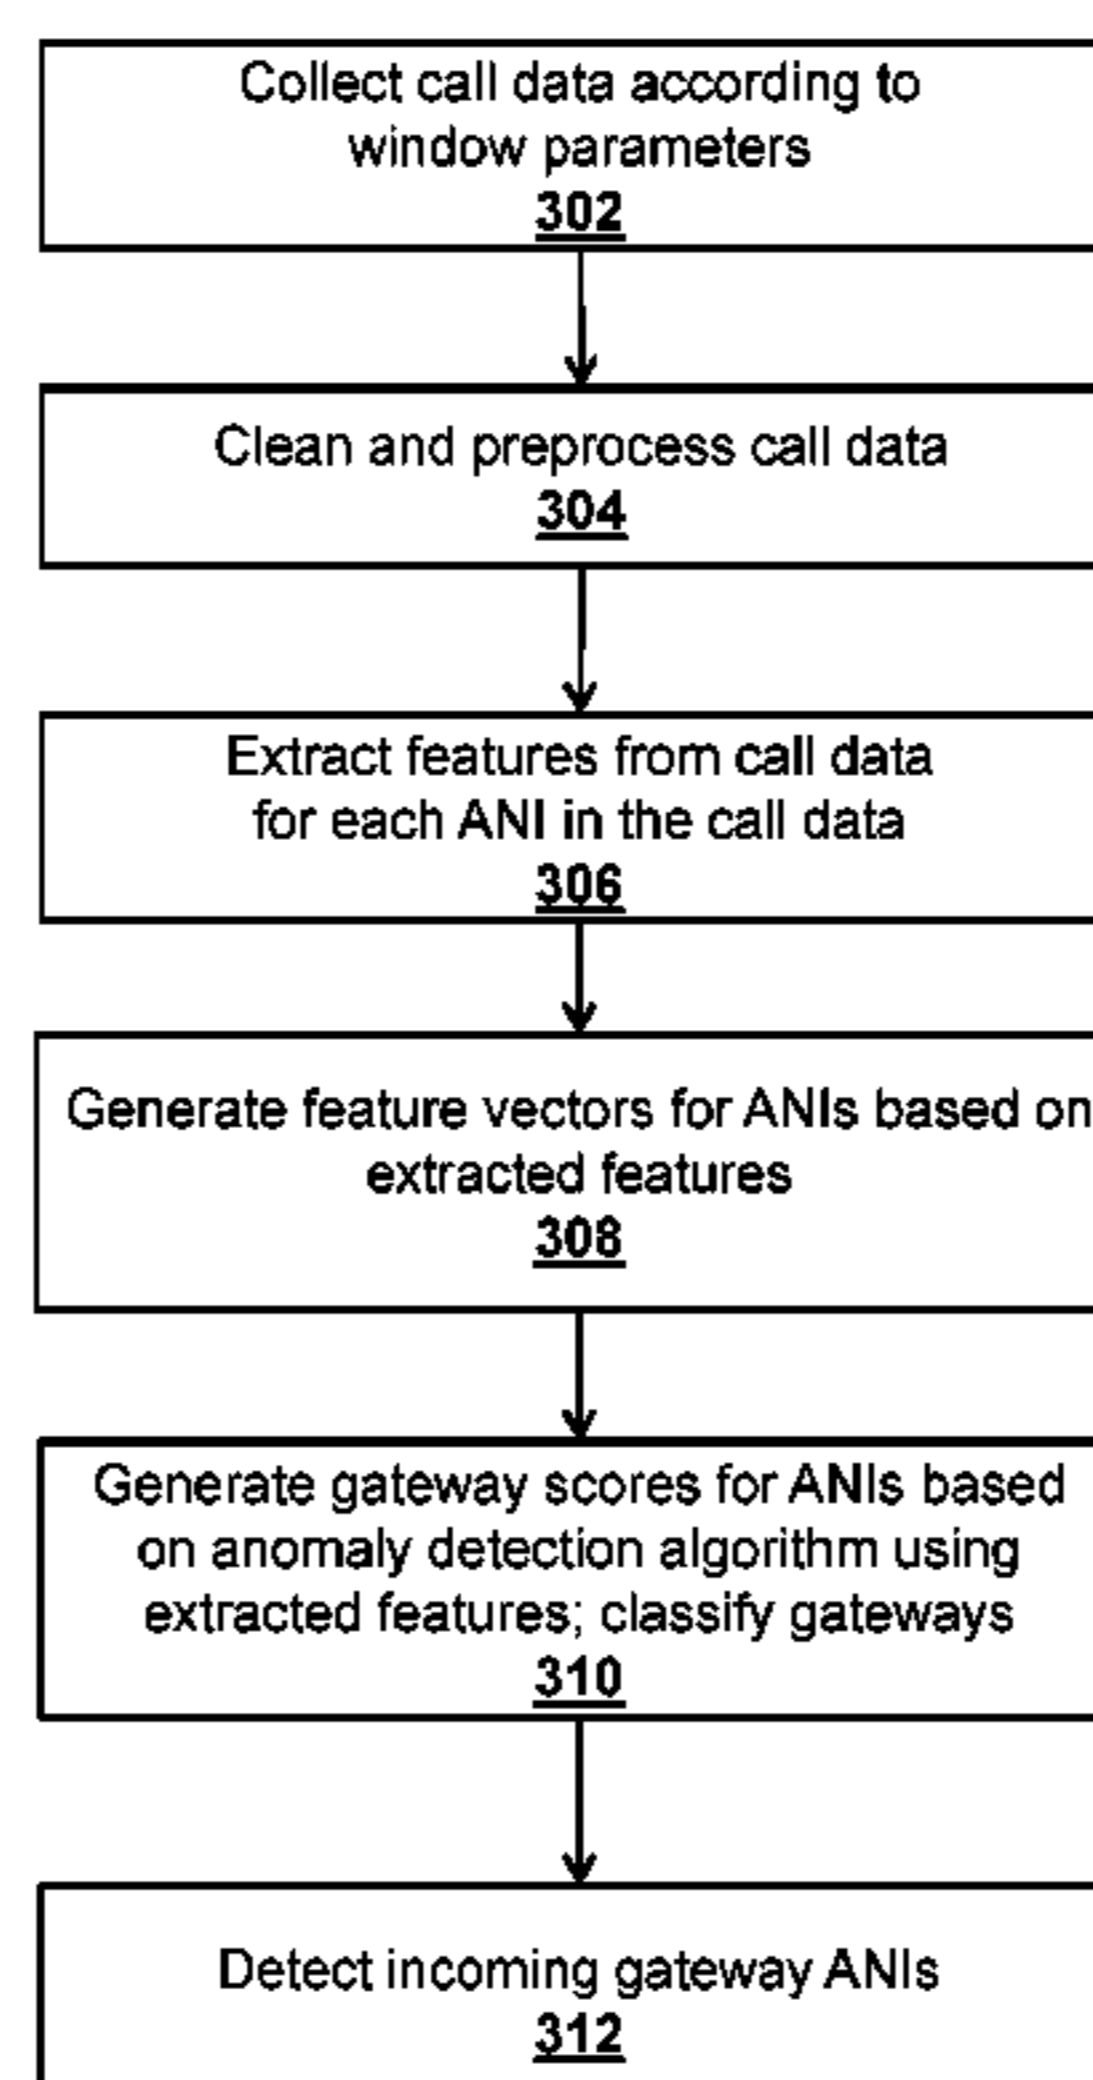 Collect call data according to
window parameters
302
Clean and preprocess call data
304
Extract features from call data
for each ANI in the call data
306
Generate feature vectors for ANIs based on
extracted features
308
Generate gateway scores for ANIs based
on anomaly detection algorithm using
extracted features; classify gateways
310
Detect incoming gateway ANIs
312